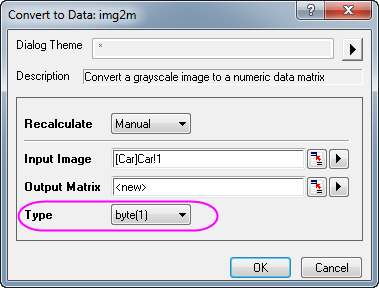 Convert to Data: img2m
Dialog Theme *
Description Convert a grayscale image to a numeric data matrix
Recalculate Manual
Input Image [Car]Car!1
Output Matrix <new>
Type byte(1)
OK Cancel